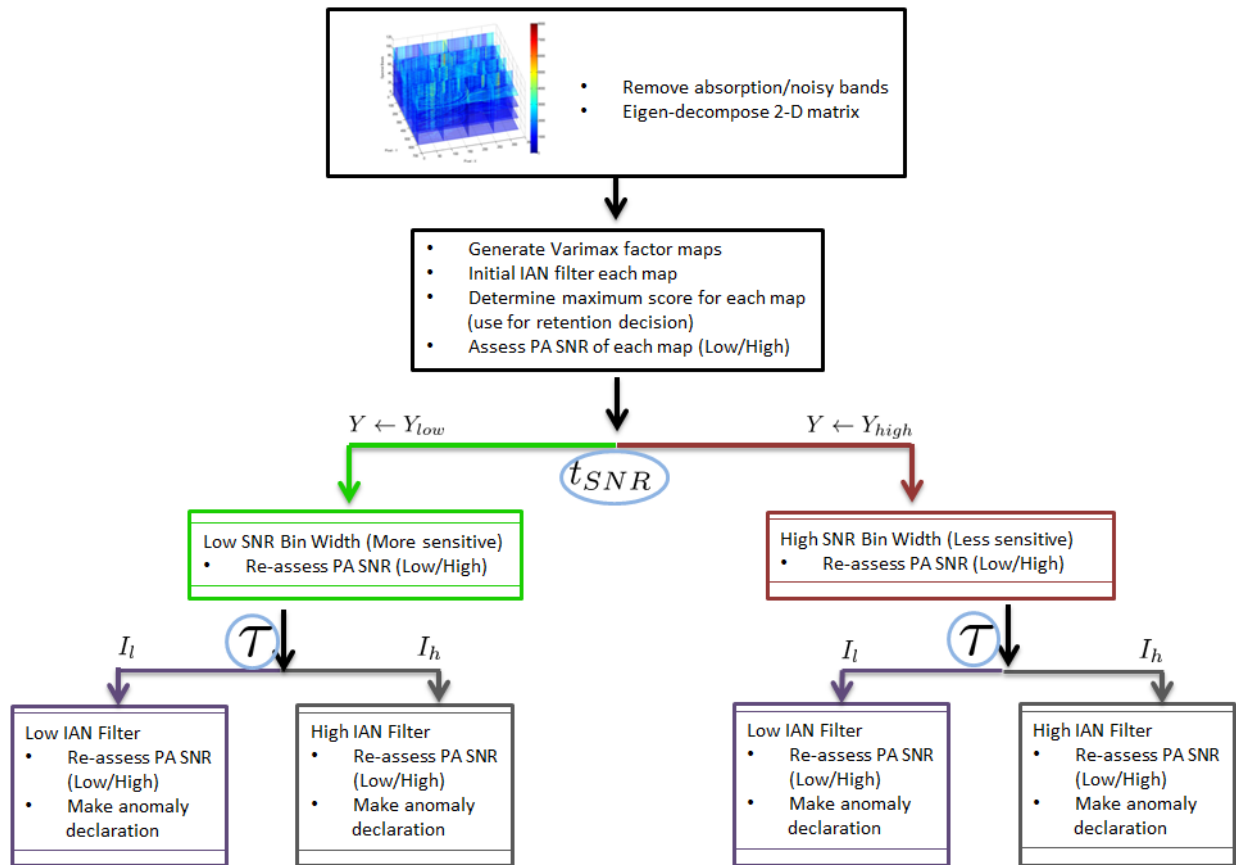 • Remove absorption/noisy bands
• Eigen-decompose 2-D matrix
• Generate Varimax factor maps
• Initial IAN filter each map
• Determine maximum score for each map
(use for retention decision)
• Assess PA SNR of each map (Low/High)
Y ← Y_low
Y ← Y_high
t_SNR
Low SNR Bin Width (More sensitive)
• Re-assess PA SNR (Low/High)
High SNR Bin Width (Less sensitive)
• Re-assess PA SNR (Low/High)
I_l
τ
I_h
I_l
τ
I_h
Low IAN Filter
• Re-assess PA SNR
(Low/High)
• Make anomaly
declaration
High IAN Filter
• Re-assess PA SNR
(Low/High)
• Make anomaly
declaration
Low IAN Filter
• Re-assess PA SNR
(Low/High)
• Make anomaly
declaration
High IAN Filter
• Re-assess PA SNR
(Low/High)
• Make anomaly
declaration